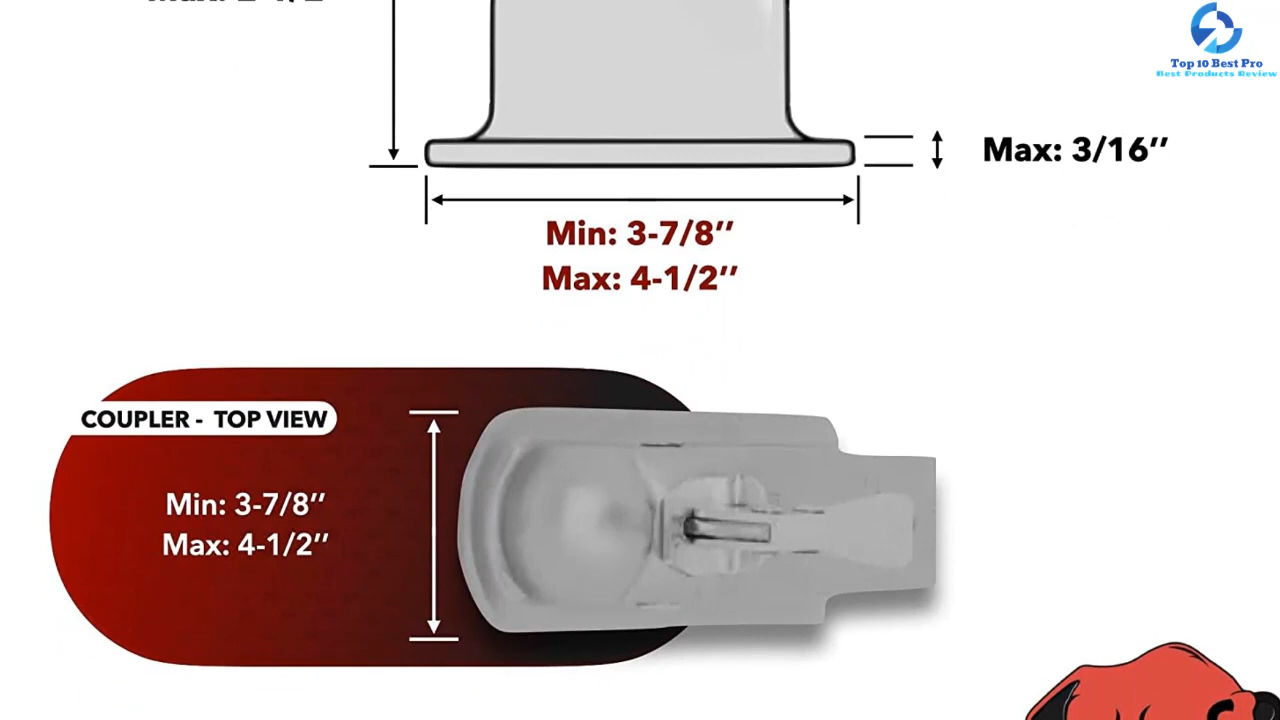 Top 10 Best Pro
Best Products Review
Max: 3/16’’
Min: 3-7/8’’
Max: 4-1/2’’
COUPLER - TOP VIEW
Min: 3-7/8’’
Max: 4-1/2’’